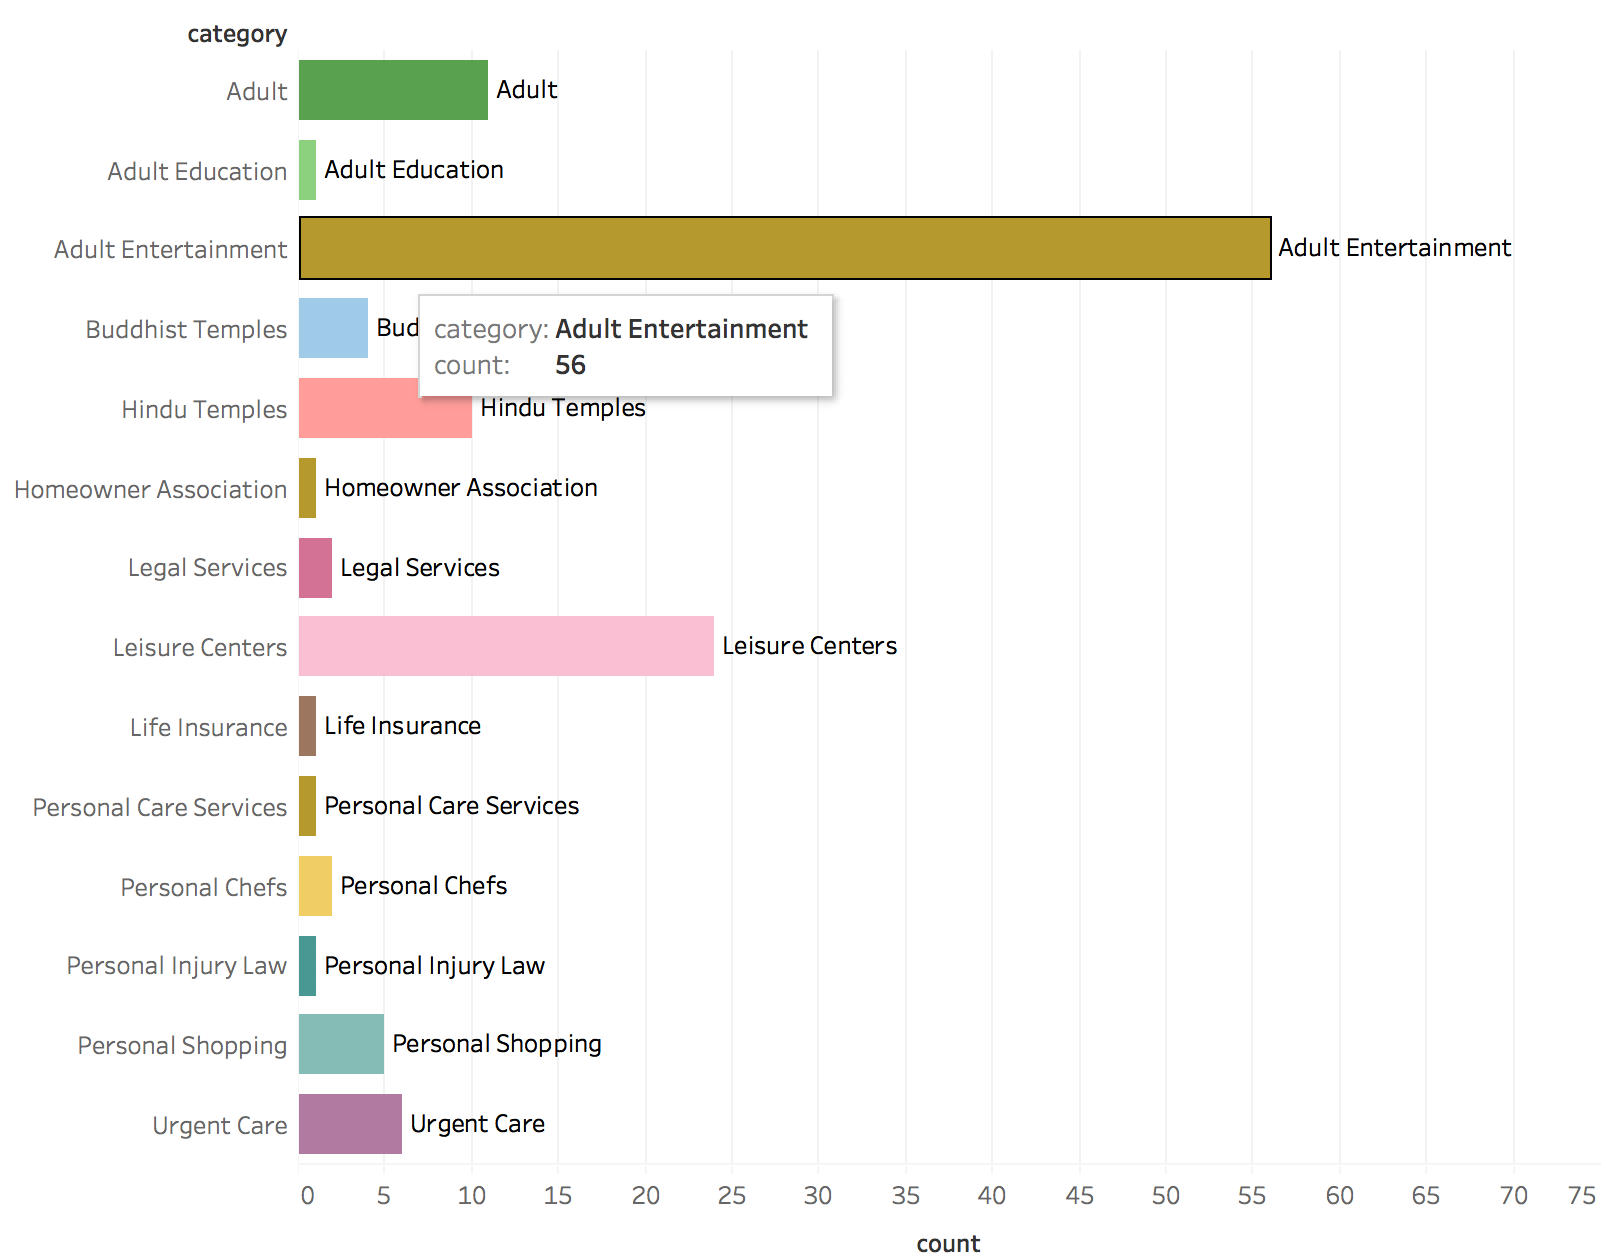 category
Adult Adult
Adult Education Adult Education
Adult Entertainment Adult Entertainment
Buddhist Temples Bud
category: Adult Entertainment
count: 56
Hindu Temples Hindu Temples
Homeowner Association Homeowner Association
Legal Services Legal Services
Leisure Centers Leisure Centers
Life Insurance Life Insurance
Personal Care Services Personal Care Services
Personal Chefs Personal Chefs
Personal Injury Law Personal Injury Law
Personal Shopping Personal Shopping
Urgent Care Urgent Care
0 5 10 15 20 25 30 35 40 45 50 55 60 65 70 75
count